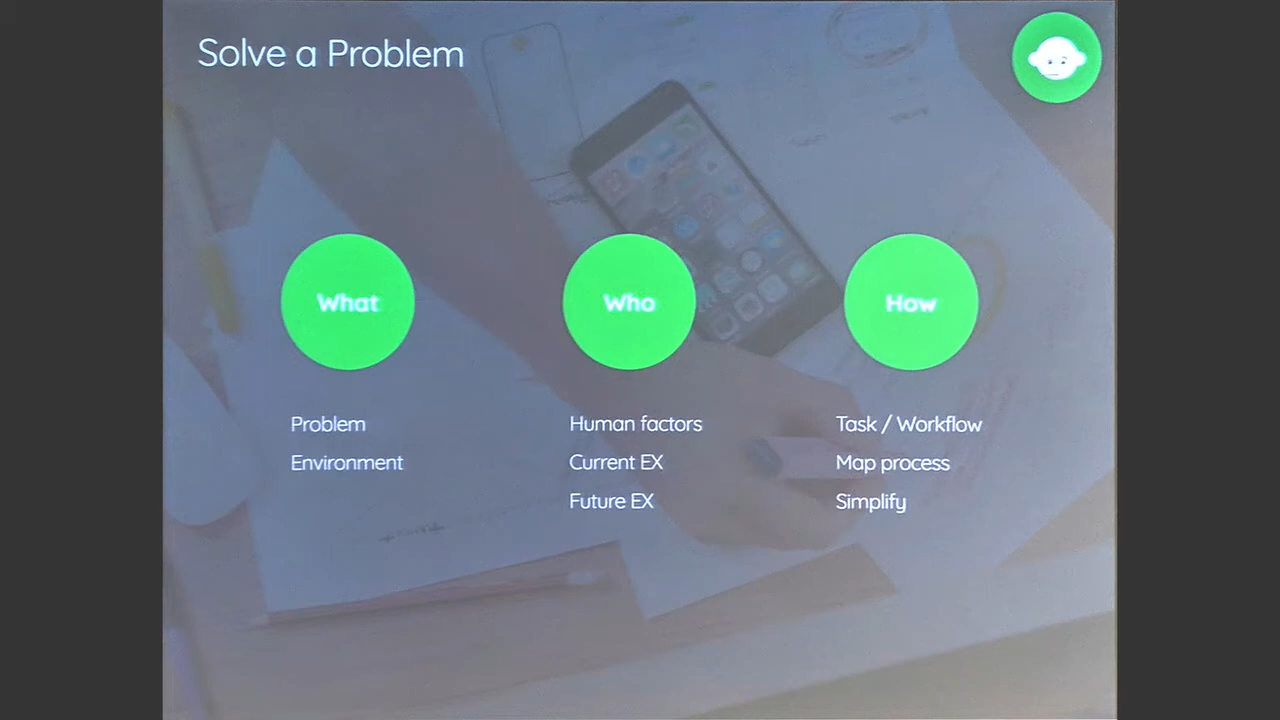 Solve a Problem
What
Problem
Environment
Who
Human factors
Current EX
Future EX
How
Task / Workflow
Map process
Simplify